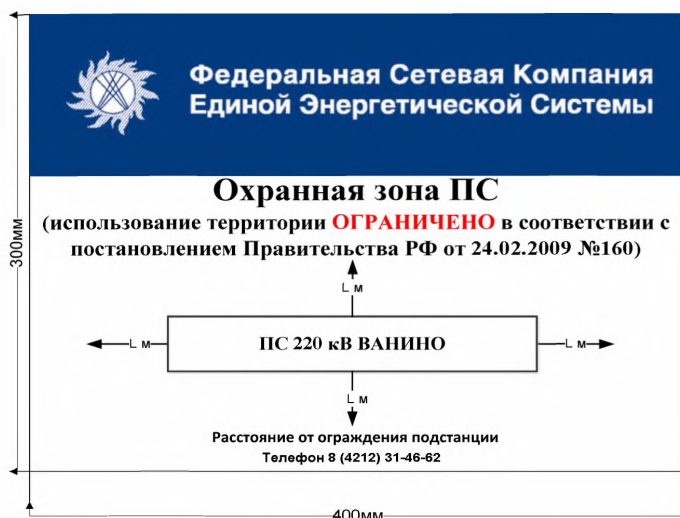 Федеральная Сетевая Компания
Единой Энергетической Системы
Охранная зона ПС
(использование территории ОГРАНИЧЕНО в соответствии с
постановлением Правительства РФ от 24.02.2009 №160)
300мм
L м
L м
ПС 220 кВ ВАНИНО
L м
L м
Расстояние от ограждения подстанции
Телефон 8 (4212) 31-46-62
400мм